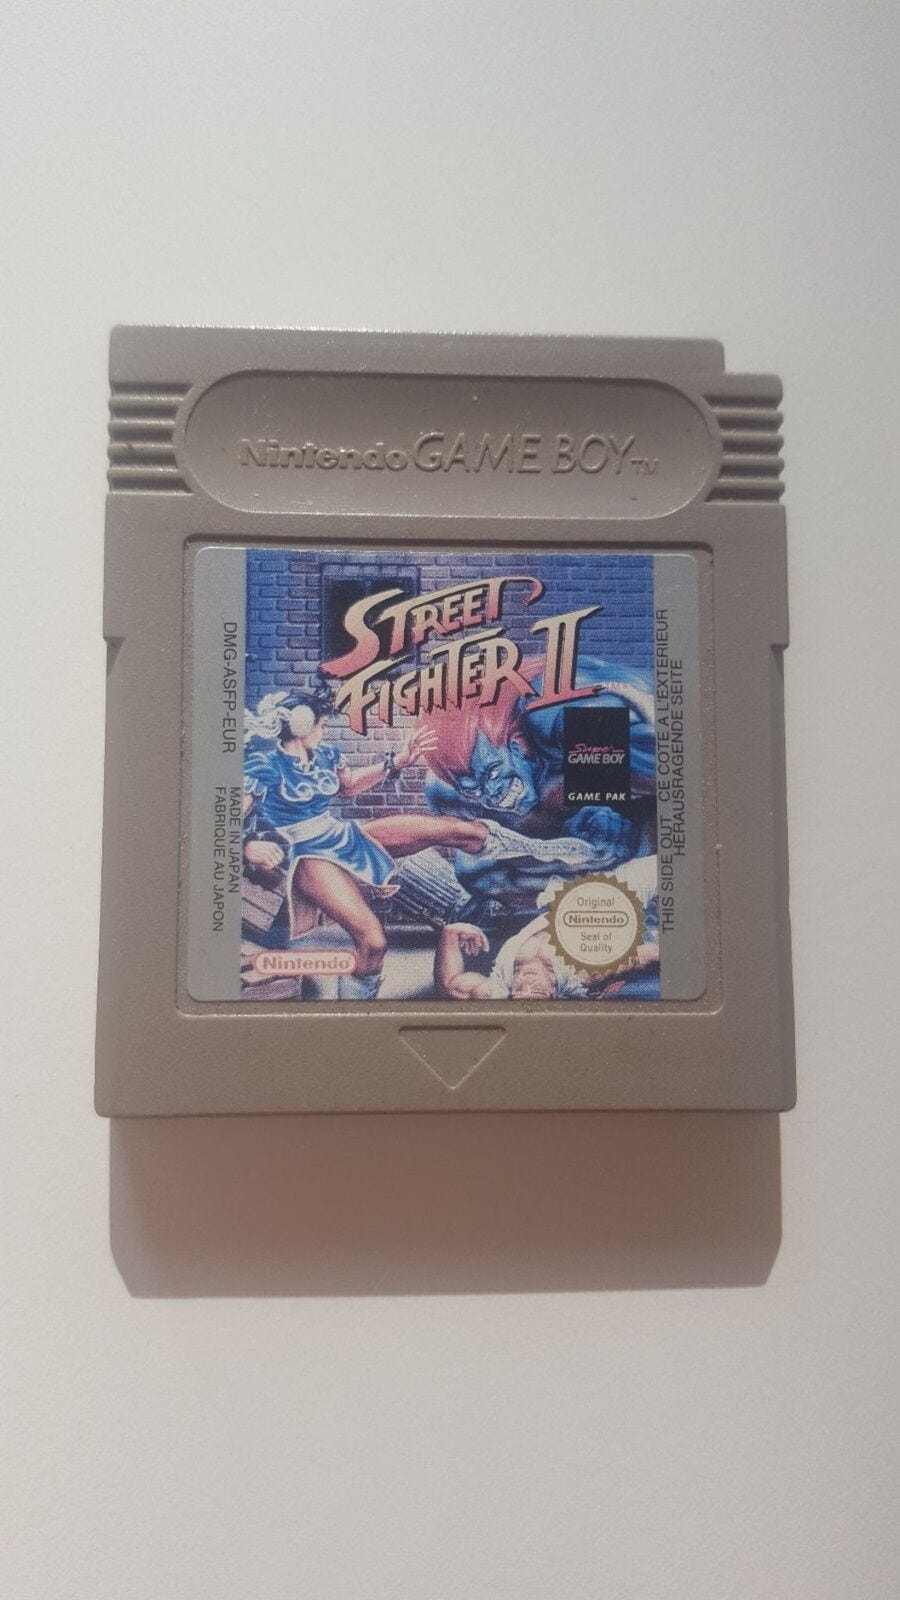 Nintendo GAME BOY TM
STREET
FIGHTER II
Super
GAME BOY
GAME PAK
DMG-ASFP-EUR
MADE IN JAPAN
FABRIQUE AU JAPON
THIS SIDE OUT CE COTE A L'EXTERIEUR
HERAUSRAGENDE SEITE
Original
Nintendo
Seal of
Quality
Nintendo